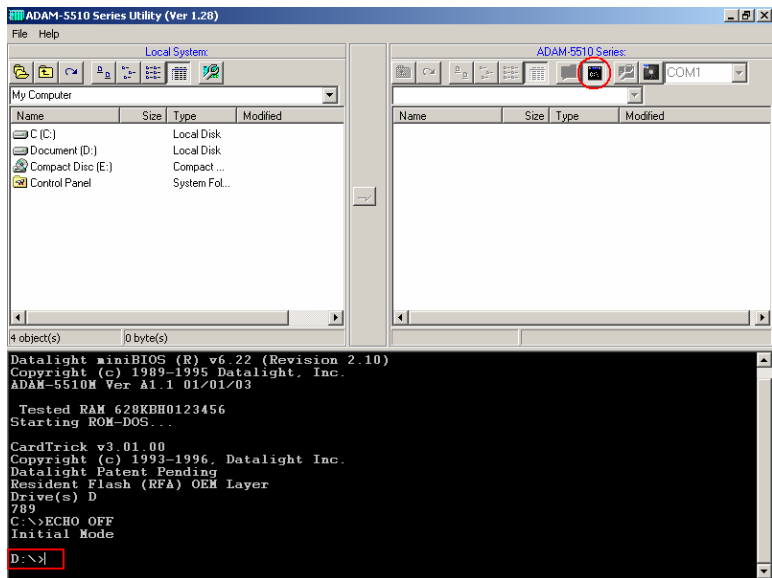 ADAM-5510 Series Utility (Ver 1.28)
File Help
Local System:
My Computer
Name Size Type Modified
C (C:) Local Disk
Document (D:) Local Disk
Compact Disc (E:) Compact ...
Control Panel System Fol...
4 object(s) 0 byte(s)
ADAM-5510 Series:
COM1
Name Size Type Modified
Datalight miniBIOS (R) v6.22 (Revision 2.10)
Copyright (c) 1989-1995 Datalight, Inc.
ADAM-5510M Ver A1.1 01/01/03
Tested RAM 628KBH0123456
Starting ROM-DOS...
CardTrick v3.01.00
Copyright (c) 1993-1996, Datalight Inc.
Datalight Patent Pending
Resident Flash (RFA) OEM Layer
Drive(s) D
789
C:\>ECHO OFF
Initial Mode
D:\>